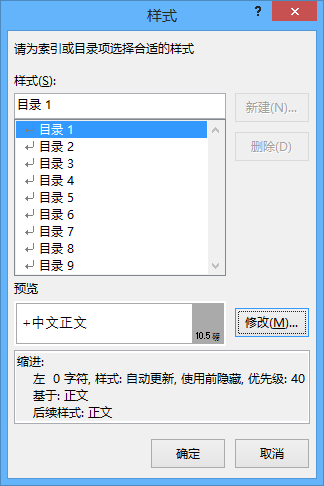 样式
?
×
请为索引或目录项选择合适的样式
样式(S):
目录 1
新建(N)...
目录 1
目录 2
删除(D)
目录 3
目录 4
目录 5
目录 6
目录 7
目录 8
目录 9
预览
+中文正文
10.5 磅
修改(M)...
缩进:
左 0 字符, 样式: 自动更新, 使用前隐藏, 优先级: 40
基于: 正文
后续样式: 正文
确定
取消